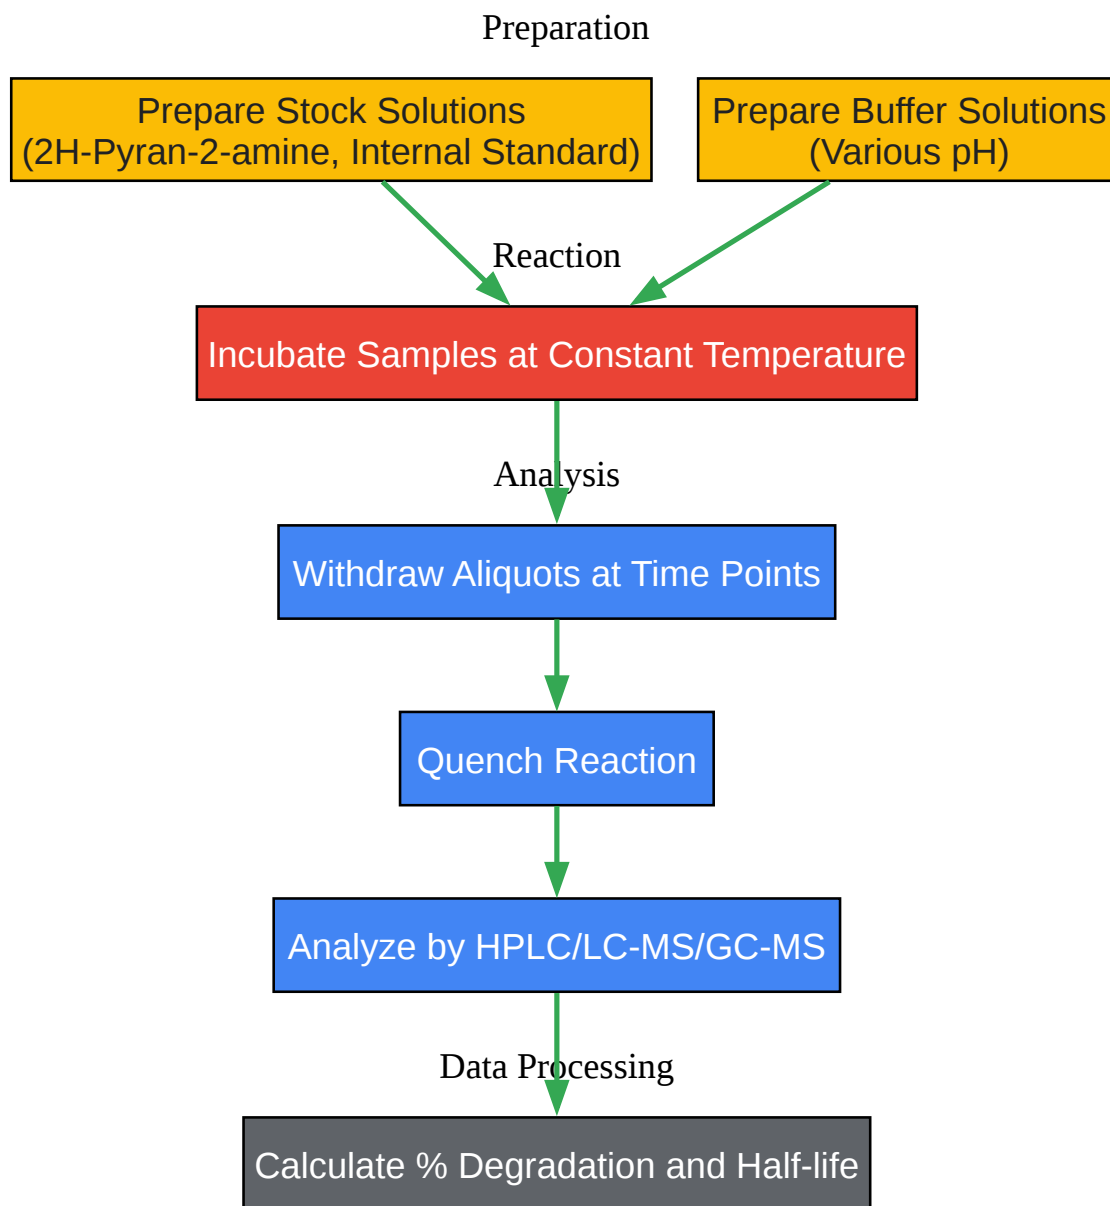 Preparation
Prepare Stock Solutions
(2H-Pyran-2-amine, Internal Standard)
Prepare Buffer Solutions
(Various pH)
Reaction
Incubate Samples at Constant Temperature
Analysis
Withdraw Aliquots at Time Points
Quench Reaction
Analyze by HPLC/LC-MS/GC-MS
Data Processing
Calculate % Degradation and Half-life